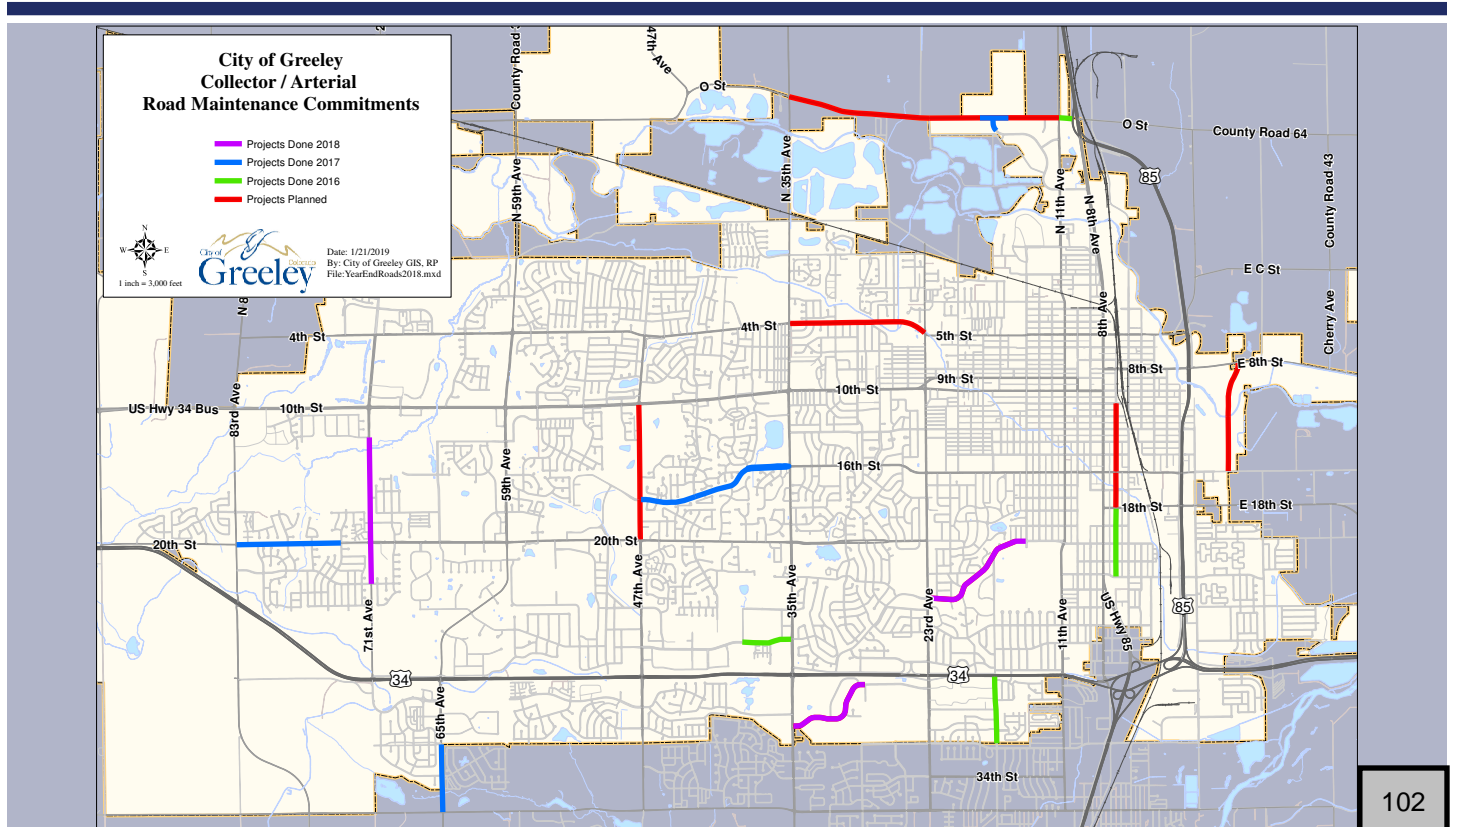 City of Greeley
Collector / Arterial
Road Maintenance Commitments
Projects Done 2018
Projects Done 2017
Projects Done 2016
Projects Planned
N
W E
S
1 inch = 3,000 feet
City of
Greeley
Colorado
Date: 1/21/2019
By: City of Greeley GIS, RP
File:YearEndRoads2018.mxd
County Road
47th Ave
O St
O St
County Road 64
85
County Road 43
N 59th Ave
N 35th Ave
N 11th Ave
N 8th Ave
E C St
N 8
8th Ave
Cherry Ave
4th St
4th St
5th St
8th St
E 8th St
9th St
10th St
US Hwy 34 Bus
10th St
83rd Ave
59th Ave
16th St
18th St
E 18th St
20th St
20th St
47th Ave
35th Ave
71st Ave
23rd Ave
11th Ave
US Hwy 85
85
34
34
65th Ave
34th St
102